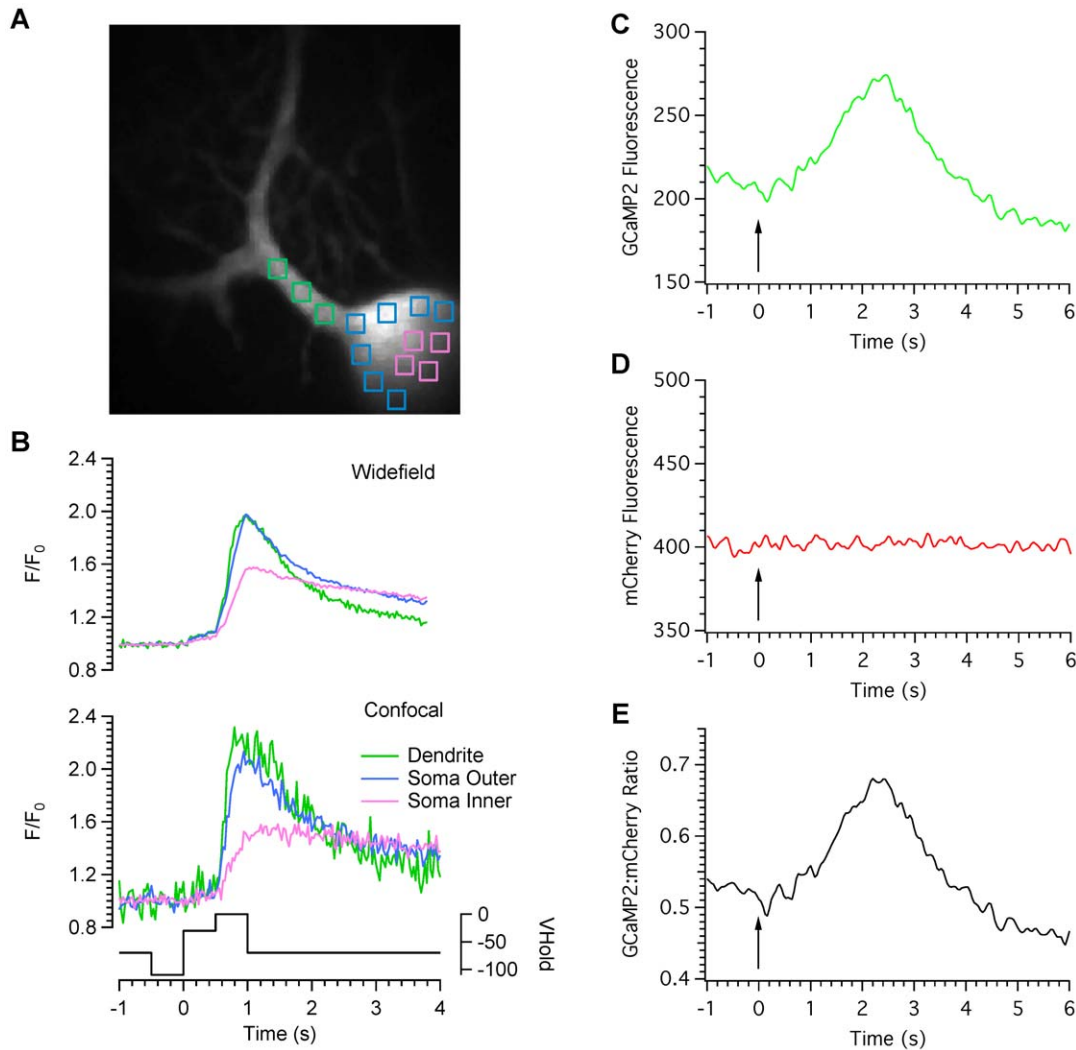 A
B
2.4
2.0
1.6
1.2
0.8
F/F0
Widefield
2.4
2.0
1.6
1.2
0.8
F/F0
Confocal
Dendrite
Soma Outer
Soma Inner
0
-50
-100
VHold
-1 0 1 2 3 4
Time (s)
C
300
250
200
150
GCaMP2 Fluorescence
-1 0 1 2 3 4 5 6
Time (s)
D
500
450
400
350
mCherry Fluorescence
-1 0 1 2 3 4 5 6
Time (s)
E
0.7
0.6
0.5
0.4
GCaMP2:mCherry Ratio
-1 0 1 2 3 4 5 6
Time (s)